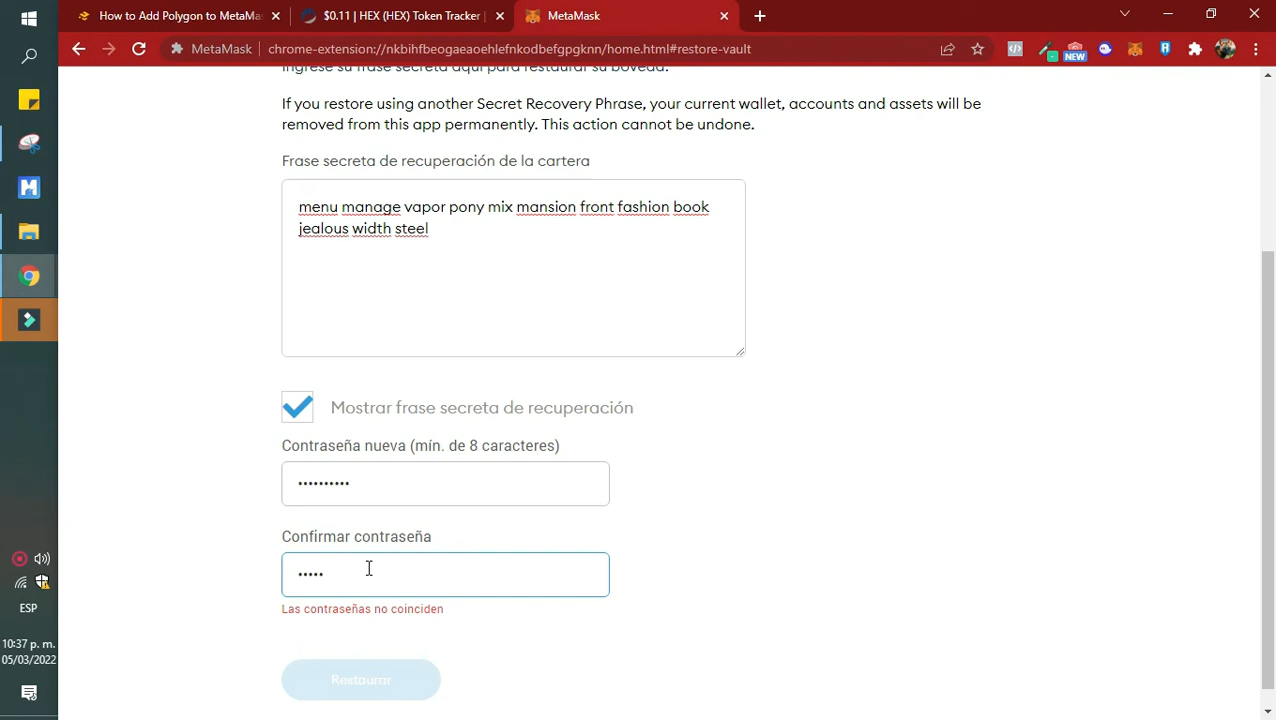 How to Add Polygon to MetaMas
$0.11 | HEX (HEX) Token Tracker
MetaMask
MetaMask
chrome-extension://nkbihfbeogaeaoehlefnkodbefgpgknn/home.html#restore-vault
NEW
Ingrese su frase secreta aquí para restaurar su bóveda.
If you restore using another Secret Recovery Phrase, your current wallet, accounts and assets will be
removed from this app permanently. This action cannot be undone.
Frase secreta de recuperación de la cartera
menu manage vapor pony mix mansion front fashion book
jealous width steel
Mostrar frase secreta de recuperación
Contraseña nueva (mín. de 8 caracteres)
••••••••••
Confirmar contraseña
•••••
Las contraseñas no coinciden
Restaurar
ESP
10:37 p. m.
05/03/2022